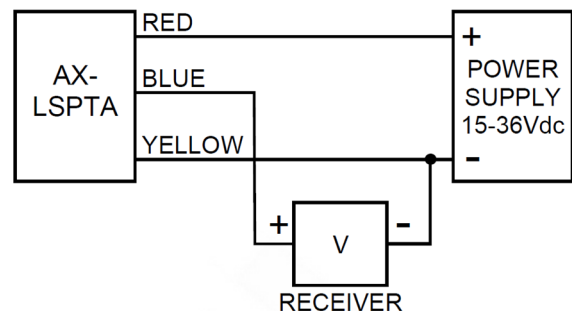 RED
AX-
LSPTA
BLUE
YELLOW
+
POWER
SUPPLY
15-36Vdc
-
+
V
-
RECEIVER